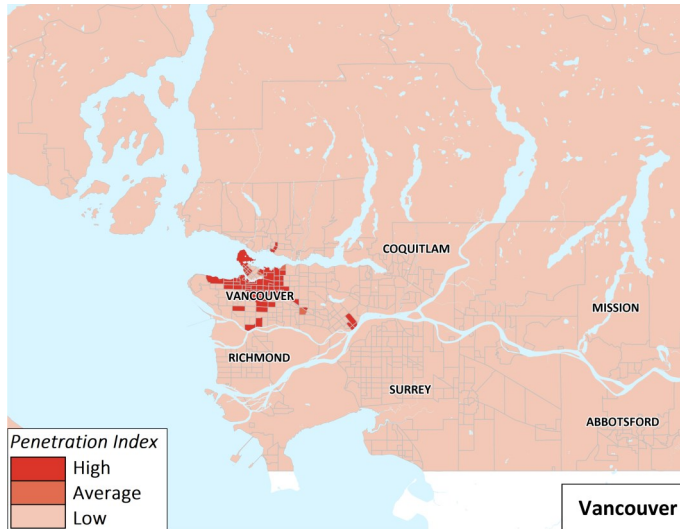 COQUITLAM
VANCOUVER
MISSION
RICHMOND
SURREY
ABBOTSFORD
Penetration Index
High
Average
Low
Vancouver